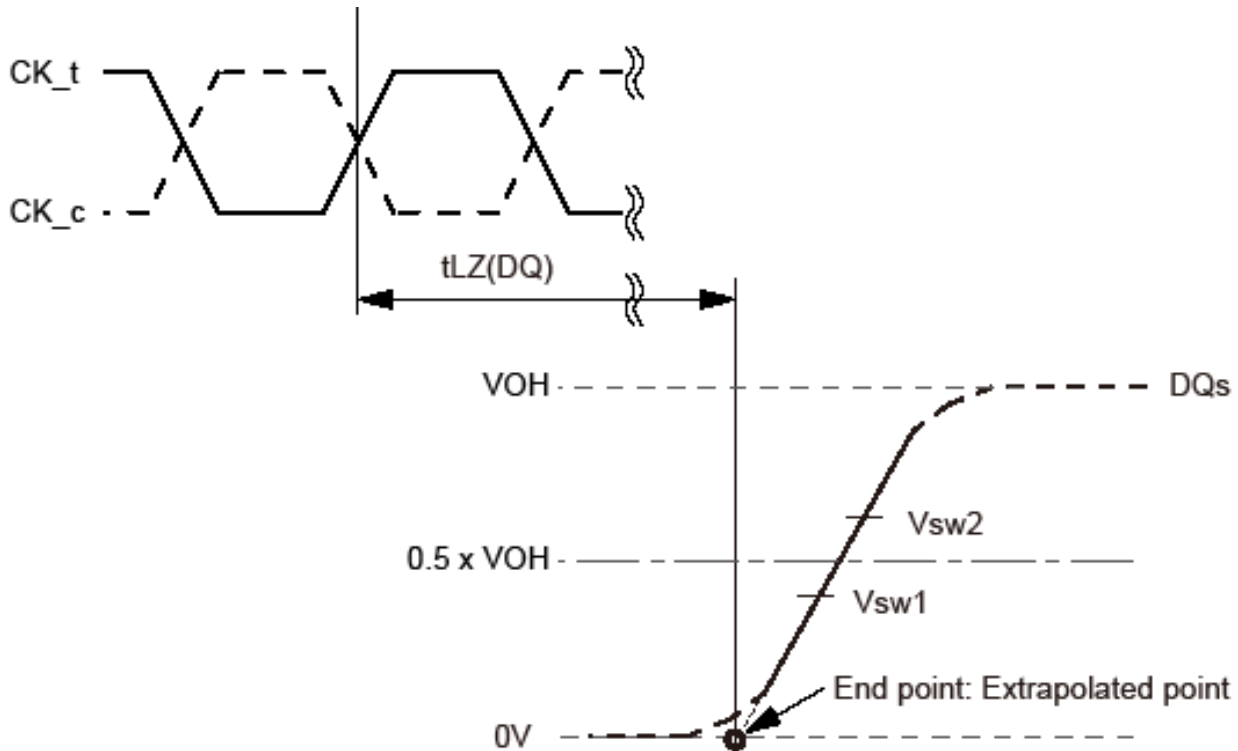 CK_t
CK_c
tLZ(DQ)
VOH
DQs
Vsw2
0.5 x VOH
Vsw1
End point: Extrapolated point
0V